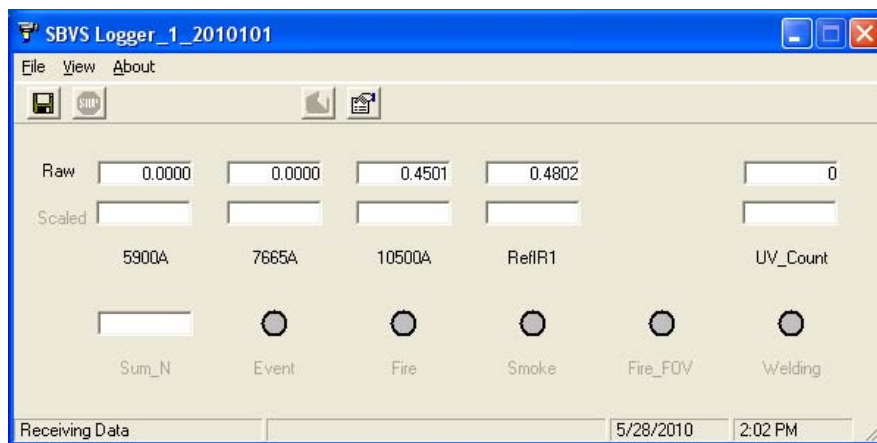 SBVS Logger_1_2010101
File View About
STOP
Raw 0.0000 0.0000 0.4501 0.4802 0
Scaled
5900A 7665A 10500A RefIR1 UV_Count
Sum_N Event Fire Smoke Fire_FOV Welding
Receiving Data 5/28/2010 2:02 PM